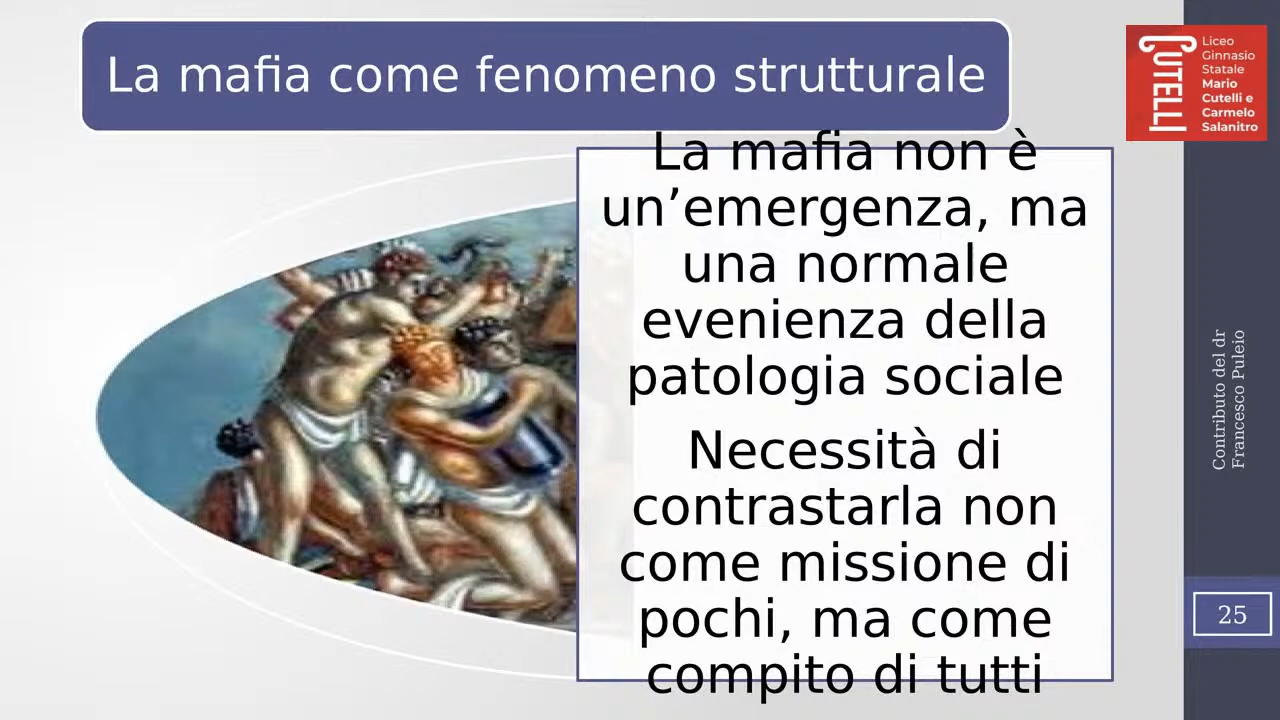 La mafia come fenomeno strutturale
CUTELLI
Liceo
Ginnasio
Statale
Mario
Cutelli e
Carmelo
Salanitro
La mafia non è
un’emergenza, ma
una normale
evenienza della
patologia sociale
Necessità di
contrastarla non
come missione di
pochi, ma come
compito di tutti
Contributo del dr
Francesco Puleio
25